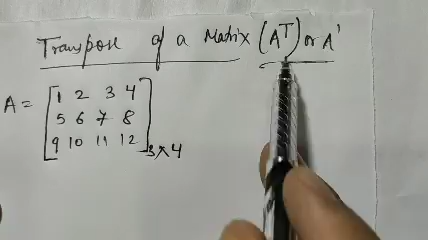 Transpose of a Matrix (Aᵀ) or A'
A = [1 2 3 4
5 6 7 8
9 10 11 12]3×4